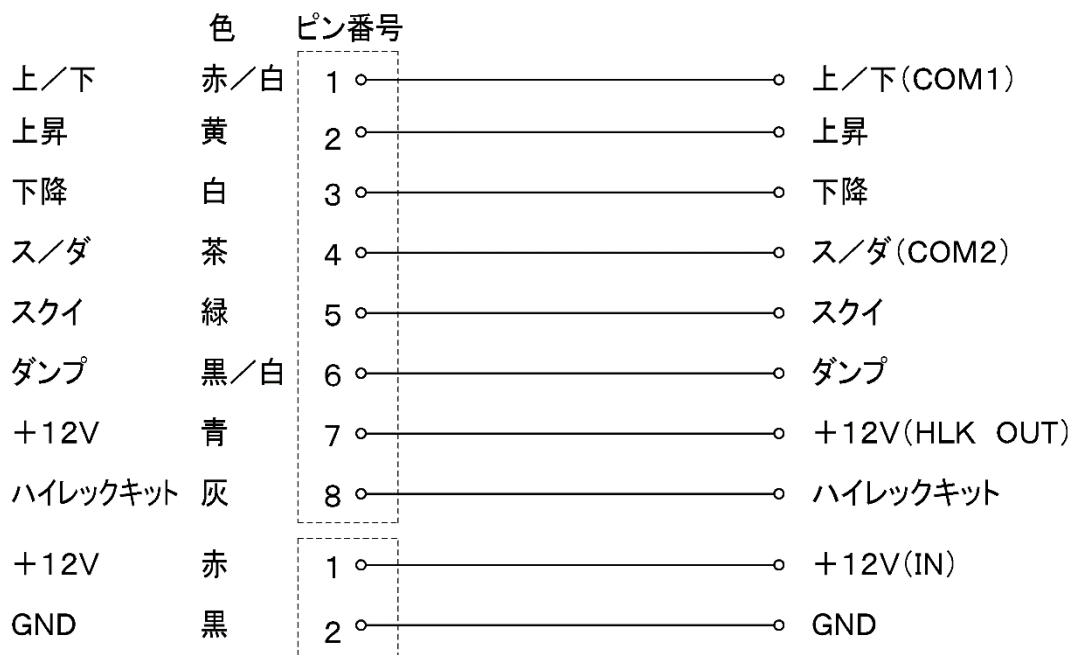 色 ピン番号
上／下 赤／白 1 上／下(COM1)
上昇 黄 2 上昇
下降 白 3 下降
ス／ダ 茶 4 ス／ダ(COM2)
スクイ 緑 5 スクイ
ダンプ 黒／白 6 ダンプ
＋12V 青 7 ＋12V(HLK OUT)
ハイレックキット 灰 8 ハイレックキット
＋12V 赤 1 ＋12V(IN)
GND 黒 2 GND